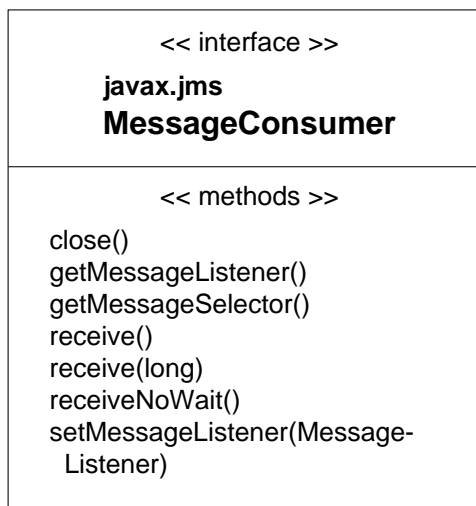 << interface >>
javax.jms
MessageConsumer
<< methods >>
close()
getMessageListener()
getMessageSelector()
receive()
receive(long)
receiveNoWait()
setMessageListener(Message-
Listener)